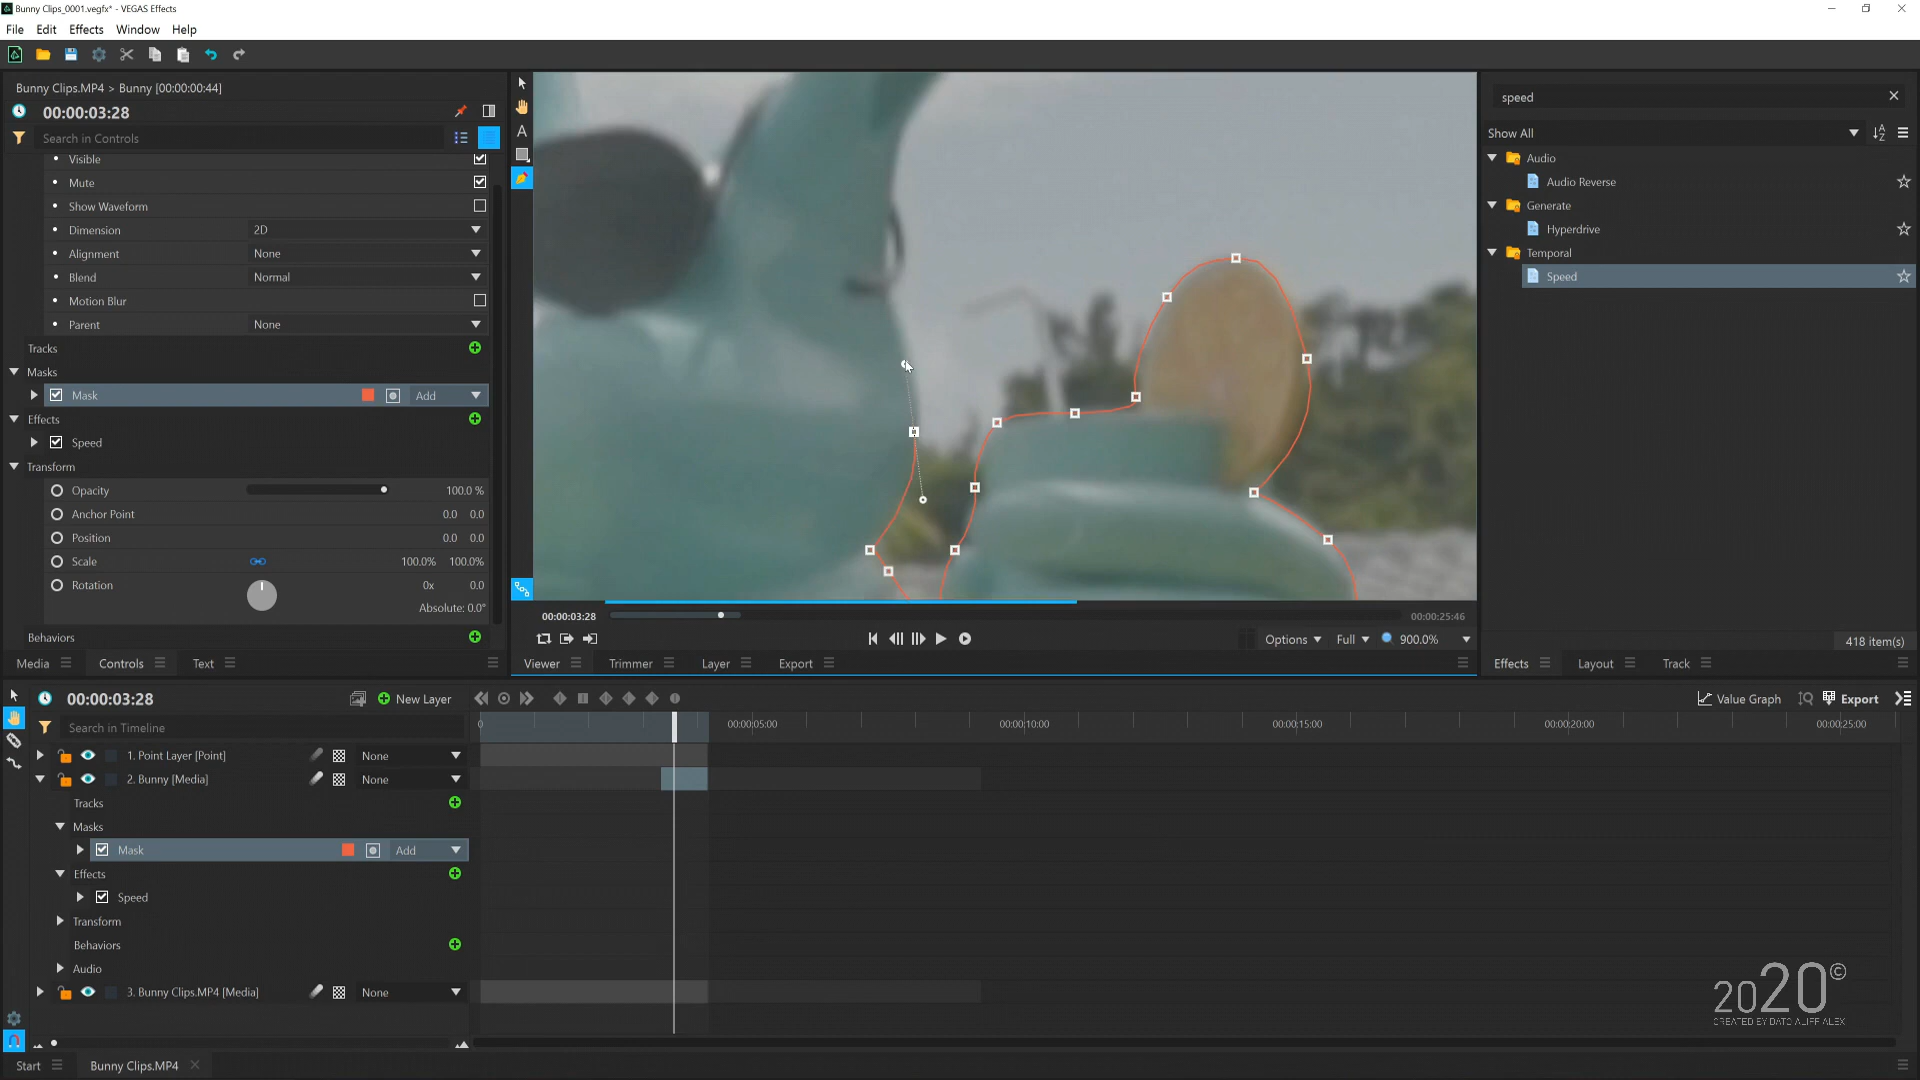 Bunny Clips_0001.vegfx* - VEGAS Effects
File Edit Effects Window Help
Bunny Clips.MP4 > Bunny [00:00:00:44]
00:00:03:28
Search in Controls
Visible
Mute
Show Waveform
Dimension 2D
Alignment None
Blend Normal
Motion Blur
Parent None
Tracks
Masks
Mask Add
Effects
Speed
Transform
Opacity 100.0 %
Anchor Point 0.0 0.0
Position 0.0 0.0
Scale 100.0% 100.0%
Rotation 0x 0.0
Absolute: 0.0°
Behaviors
Media Controls Text
A
00:00:03:28 00:00:25:46
Options Full 900.0%
Viewer Trimmer Layer Export
speed
Show All
Audio
Audio Reverse
Generate
Hyperdrive
Temporal
Speed
418 item(s)
Effects Layout Track
00:00:03:28 New Layer Value Graph Export
Search in Timeline
0 00:00:05:00 00:00:10:00 00:00:15:00 00:00:20:00 00:00:25:00
1. Point Layer [Point] None
2. Bunny [Media] None
Tracks
Masks
Mask Add
Effects
Speed
Transform
Behaviors
Audio
3. Bunny Clips.MP4 [Media] None
2020©
CREATED BY DATO ALIFF ALEX
Start Bunny Clips.MP4